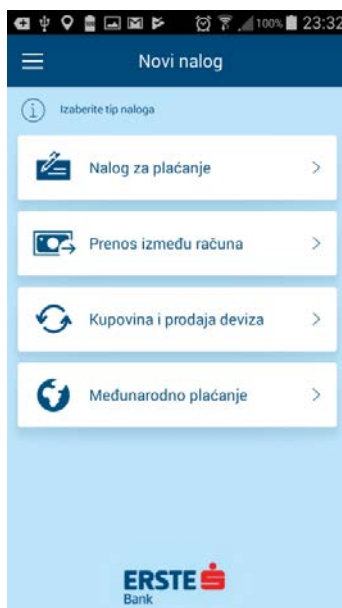 100% 23:32
Novi nalog
Izaberite tip naloga
Nalog za plaćanje
Prenos između računa
Kupovina i prodaja deviza
Međunarodno plaćanje
ERSTE
Bank